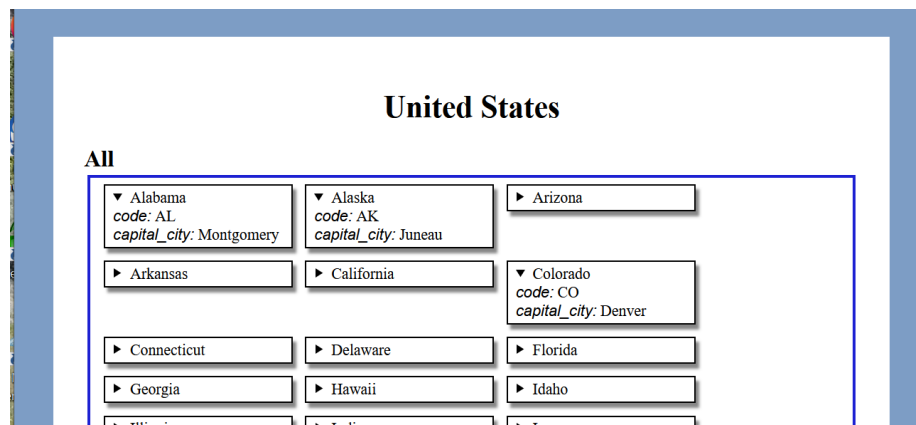 United States
All
▼ Alabama
code: AL
capital_city: Montgomery
▼ Alaska
code: AK
capital_city: Juneau
► Arizona
► Arkansas
► California
▼ Colorado
code: CO
capital_city: Denver
► Connecticut
► Delaware
► Florida
► Georgia
► Hawaii
► Idaho